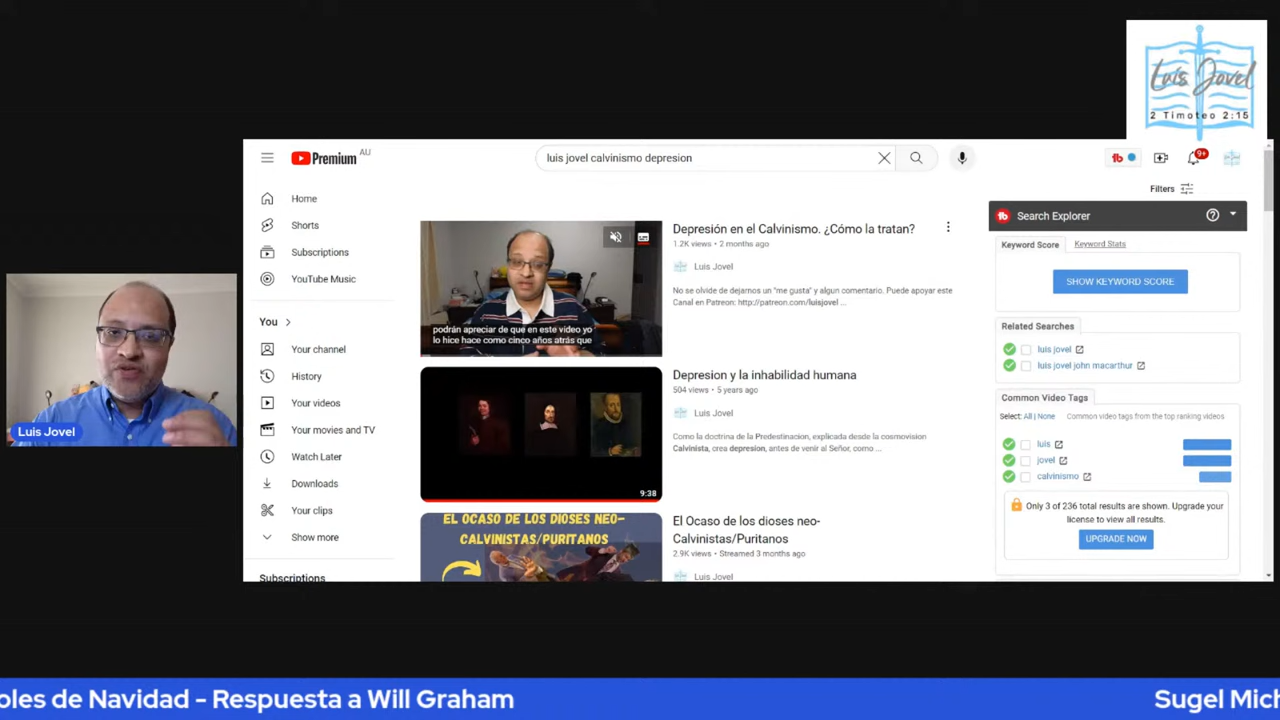 Luis Jovel
2 Timoteo 2:15
Premium AU
luis jovel calvinismo depresion
9+
Filters
Home
Shorts
Subscriptions
YouTube Music
You
Your channel
History
Your videos
Your movies and TV
Watch Later
Downloads
Your clips
Show more
Subscriptions
podrán apreciar de que en este video yo
lo hice hace como cinco años atrás que
Depresión en el Calvinismo. ¿Cómo la tratan?
1.2K views • 2 months ago
Luis Jovel
No se olvide de dejarnos un "me gusta" y algun comentario. Puede apoyar este
Canal en Patreon: http://patreon.com/luisjovel ...
9:38
Depresion y la inhabilidad humana
504 views • 5 years ago
Luis Jovel
Como la doctrina de la Predestinacion, explicada desde la cosmovision
Calvinista, crea depresion, antes de venir al Señor, como ...
EL OCASO DE LOS DIOSES NEO-
CALVINISTAS/PURITANOS
El Ocaso de los dioses neo-
Calvinistas/Puritanos
2.9K views • Streamed 3 months ago
Luis Jovel
tb
Search Explorer
Keyword Score
Keyword Stats
SHOW KEYWORD SCORE
Related Searches
luis jovel
luis jovel john macarthur
Common Video Tags
Select: All | None
Common video tags from the top ranking videos
luis
jovel
calvinismo
Only 3 of 236 total results are shown. Upgrade your
license to view all results.
UPGRADE NOW
Luis Jovel
oles de Navidad - Respuesta a Will Graham
Sugel Mich